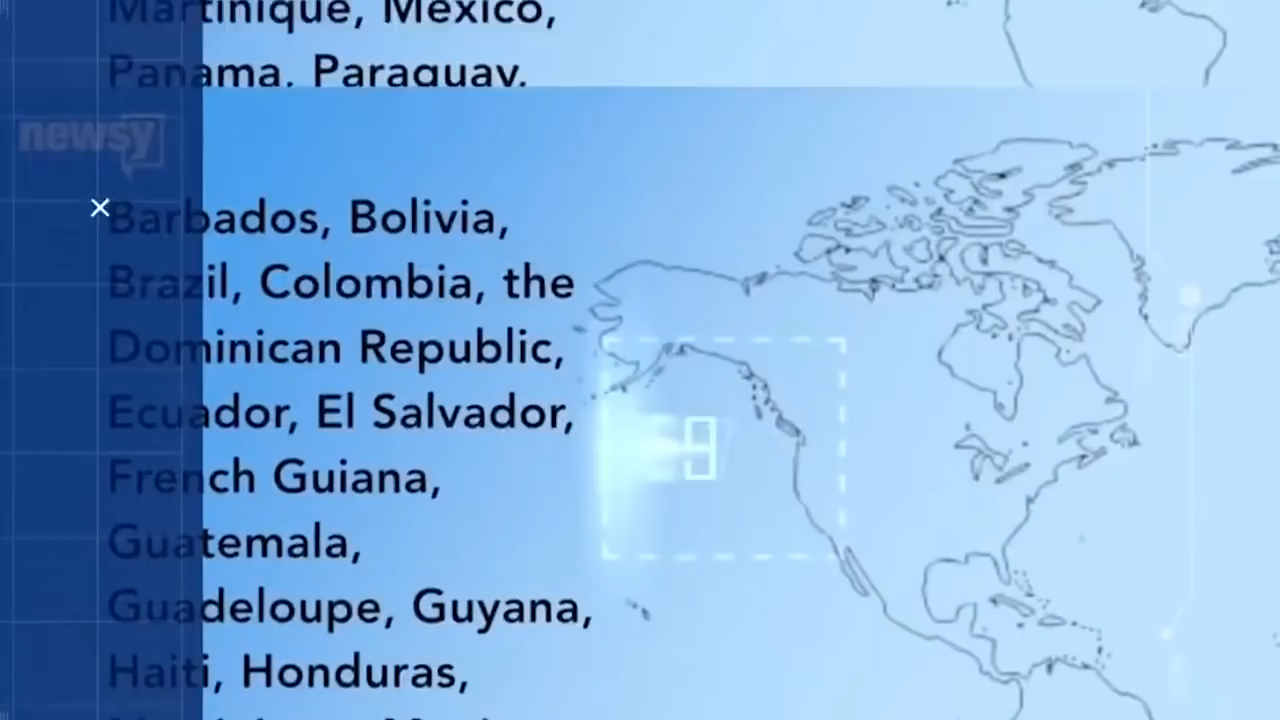 Martinique, Mexico,
Panama, Paraguay,
newsy
Barbados, Bolivia,
Brazil, Colombia, the
Dominican Republic,
Ecuador, El Salvador,
French Guiana,
Guatemala,
Guadeloupe, Guyana,
Haiti, Honduras,